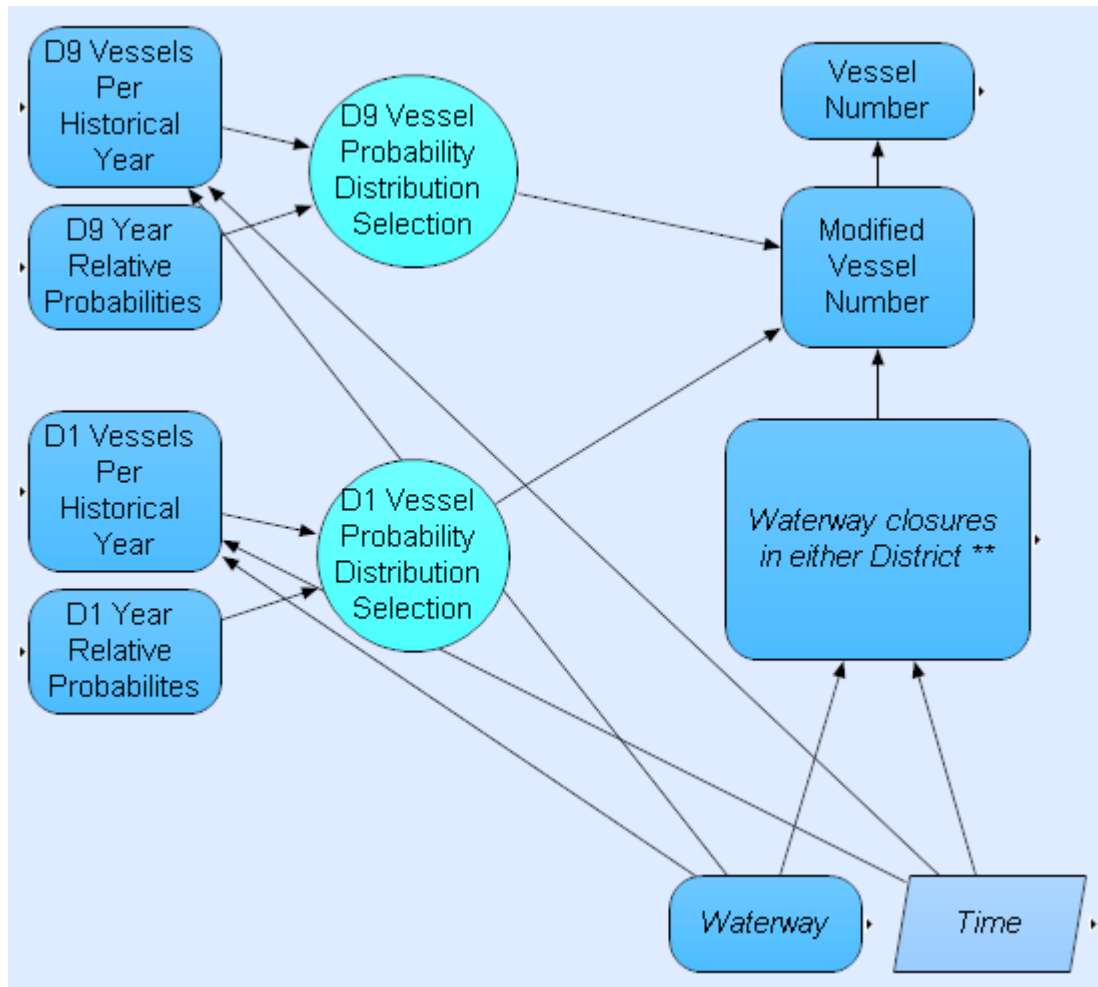 D9 Vessels
Per
Historical
Year
D9 Year
Relative
Probabilities
D9 Vessel
Probability
Distribution
Selection
Vessel
Number
Modified
Vessel
Number
D1 Vessels
Per
Historical
Year
D1 Year
Relative
Probabilites
D1 Vessel
Probability
Distribution
Selection
Waterway closures
in either District **
Waterway
Time